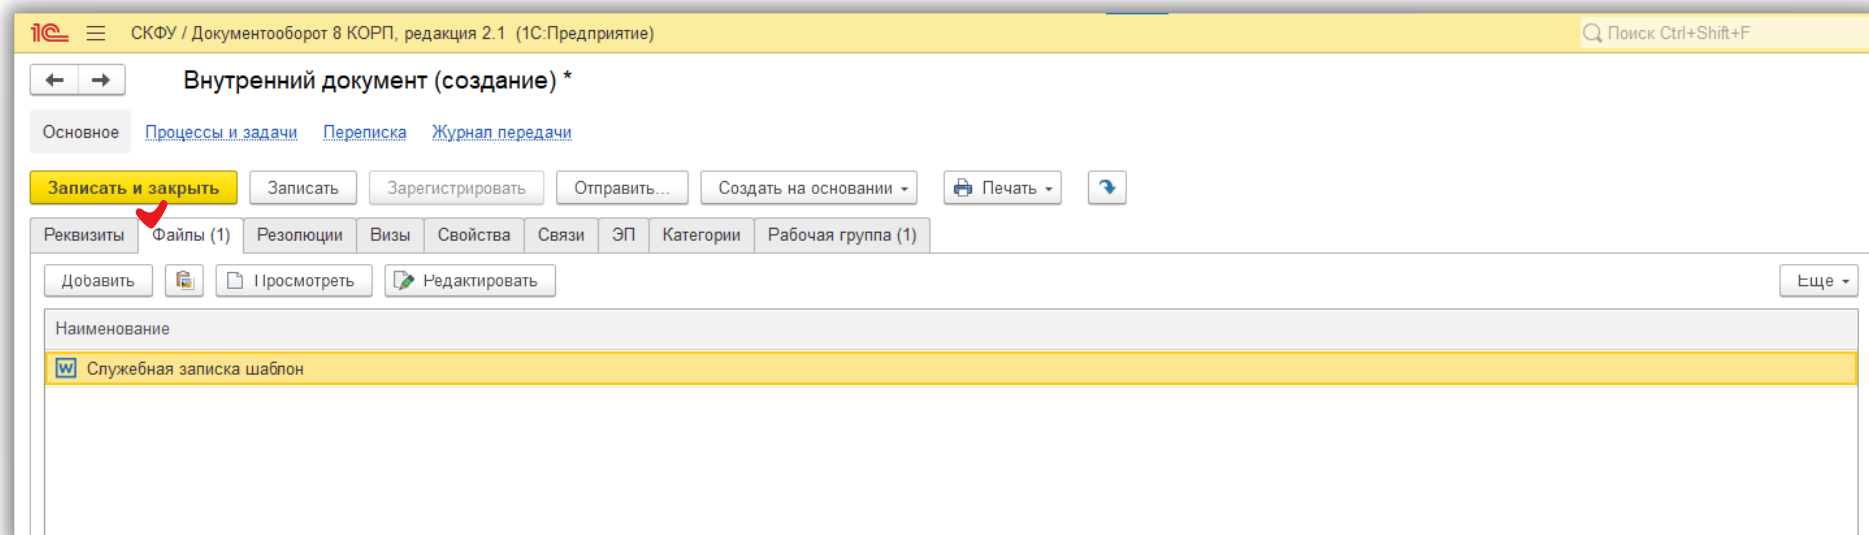 1С СКФУ / Документооборот 8 КОРП, редакция 2.1 (1С:Предприятие) Поиск Ctrl+Shift+F
Внутренний документ (создание) *
Основное Процессы и задачи Переписка Журнал передачи
Записать и закрыть Записать Зарегистрировать Отправить... Создать на основании Печать
Реквизиты Файлы (1) Резолюции Визы Свойства Связи ЭП Категории Рабочая группа (1)
Добавить Просмотреть Редактировать Еще
Наименование
W Служебная записка шаблон